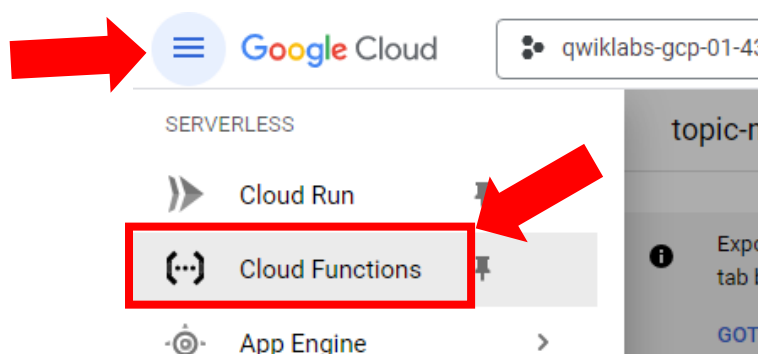 Google Cloud
qwiklabs-gcp-01-43
SERVERLESS
topic-n
Cloud Run
Cloud Functions
Expo
tab b
App Engine
GOT